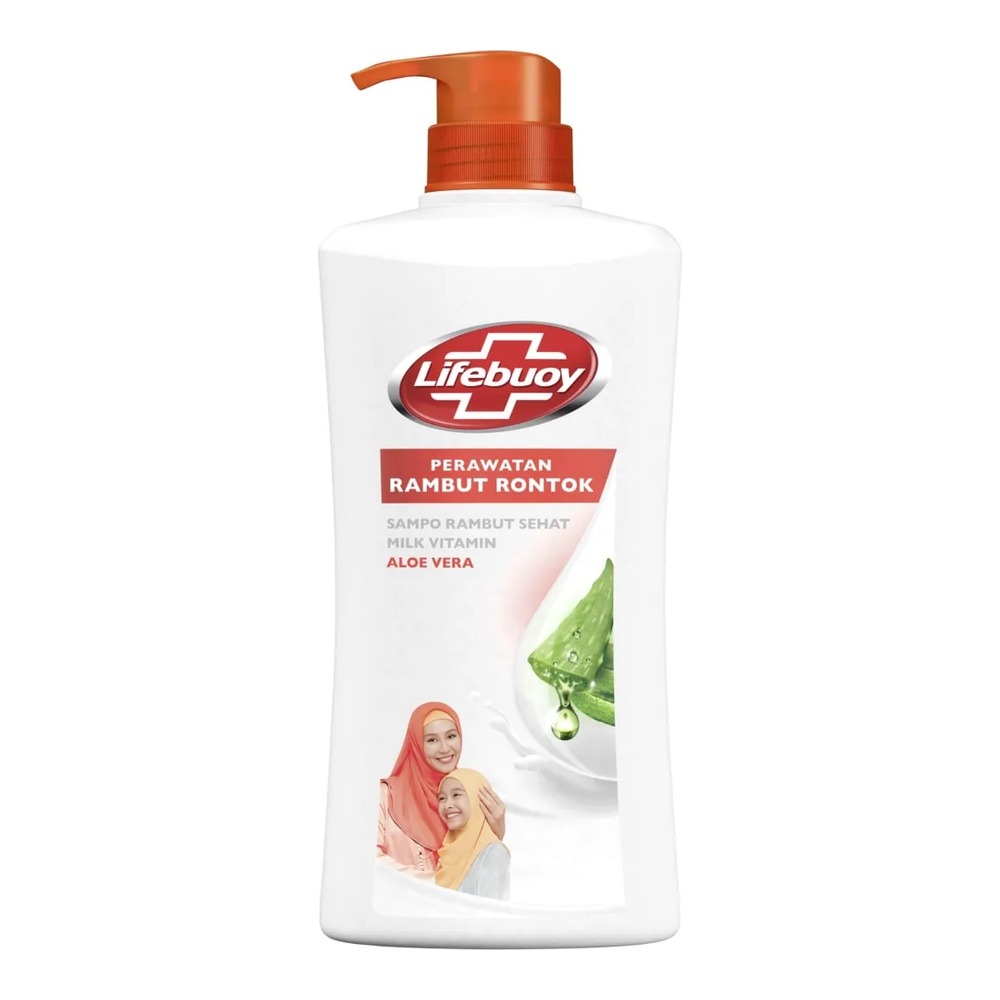 Lifebuoy
PERAWATAN
RAMBUT RONTOK
SAMPO RAMBUT SEHAT
MILK VITAMIN
ALOE VERA